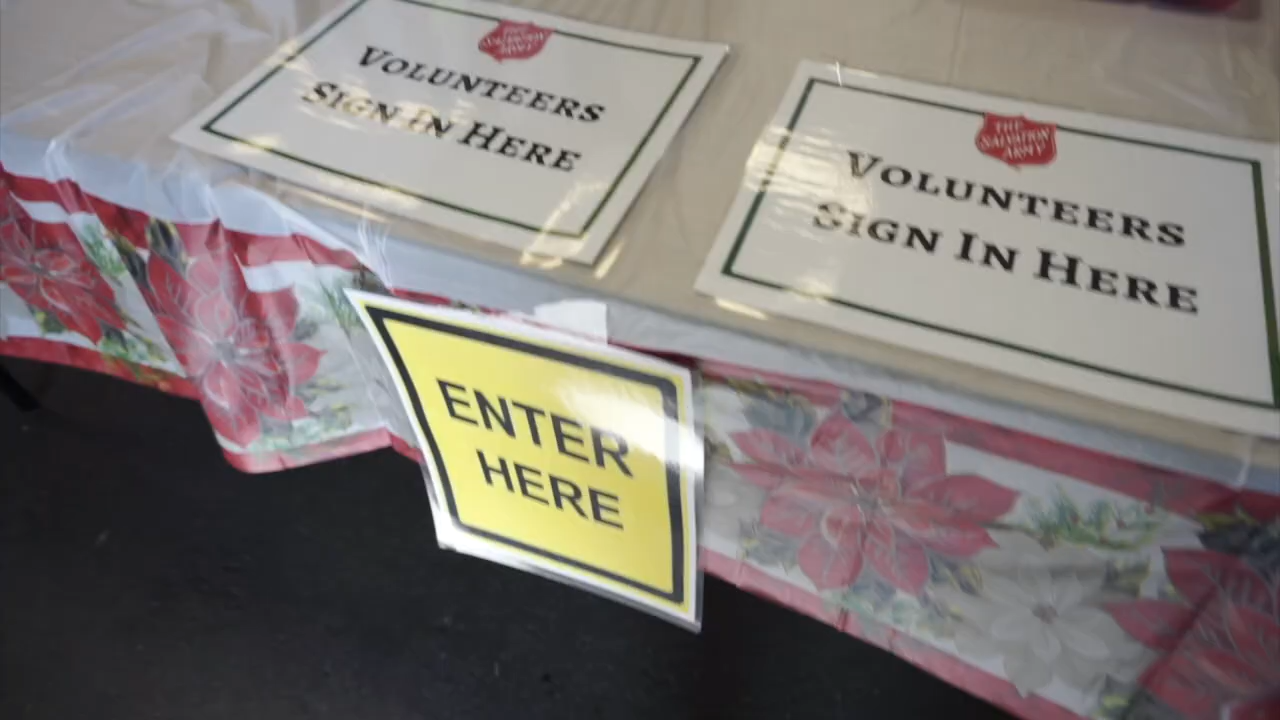 THE
SALVATION
ARMY
VOLUNTEERS
SIGN IN HERE
THE
SALVATION
ARMY
VOLUNTEERS
SIGN IN HERE
ENTER
HERE